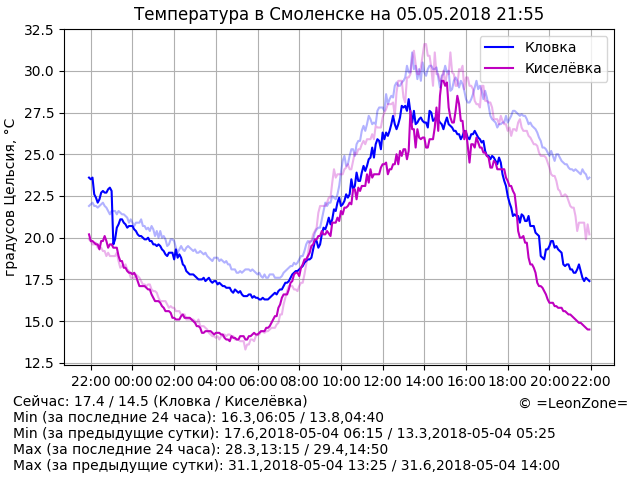 Температура в Смоленске на 05.05.2018 21:55
Кловка
Киселёвка
градусов Цельсия, °C
32.5
30.0
27.5
25.0
22.5
20.0
17.5
15.0
12.5
22:00 00:00 02:00 04:00 06:00 08:00 10:00 12:00 14:00 16:00 18:00 20:00 22:00
Сейчас: 17.4 / 14.5 (Кловка / Киселёвка)
© =LeonZone=
Min (за последние 24 часа): 16.3,06:05 / 13.8,04:40
Min (за предыдущие сутки): 17.6,2018-05-04 06:15 / 13.3,2018-05-04 05:25
Max (за последние 24 часа): 28.3,13:15 / 29.4,14:50
Max (за предыдущие сутки): 31.1,2018-05-04 13:25 / 31.6,2018-05-04 14:00